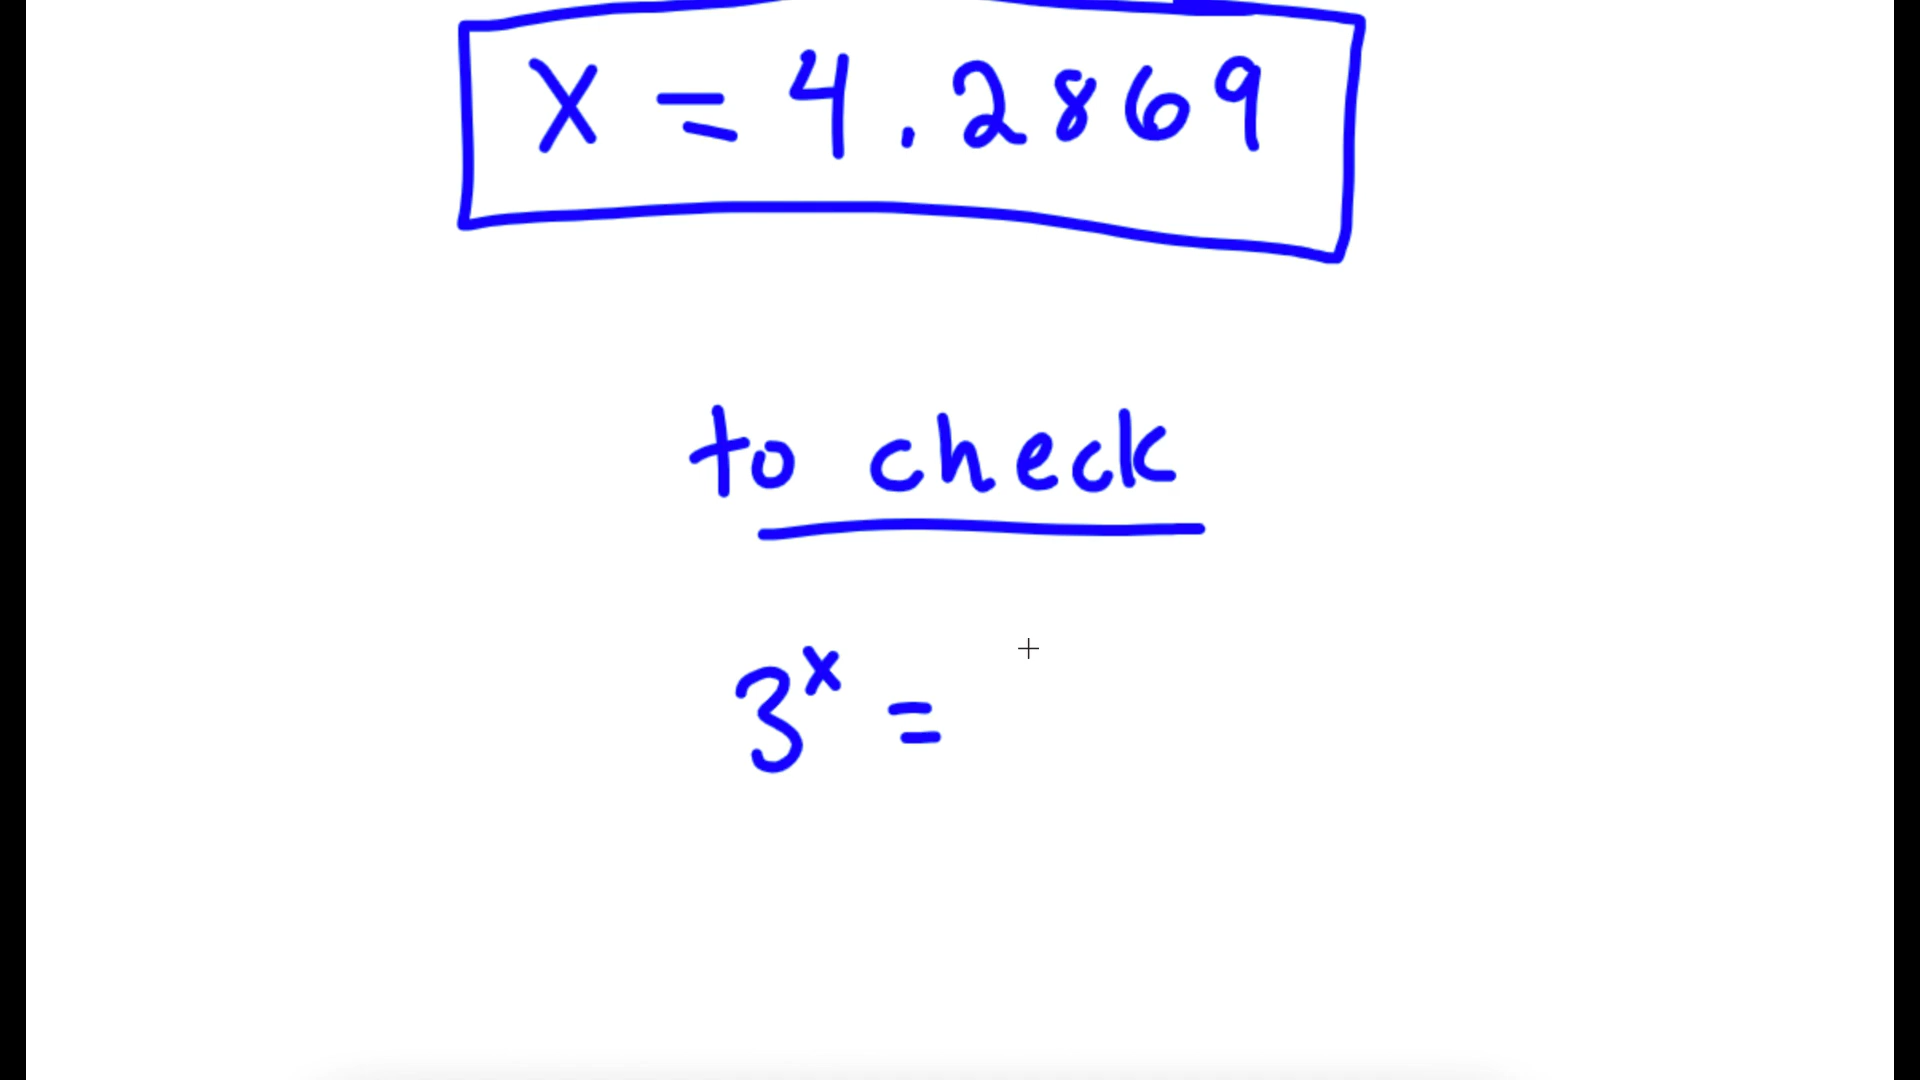 x = 4.2869
to check
3^x =